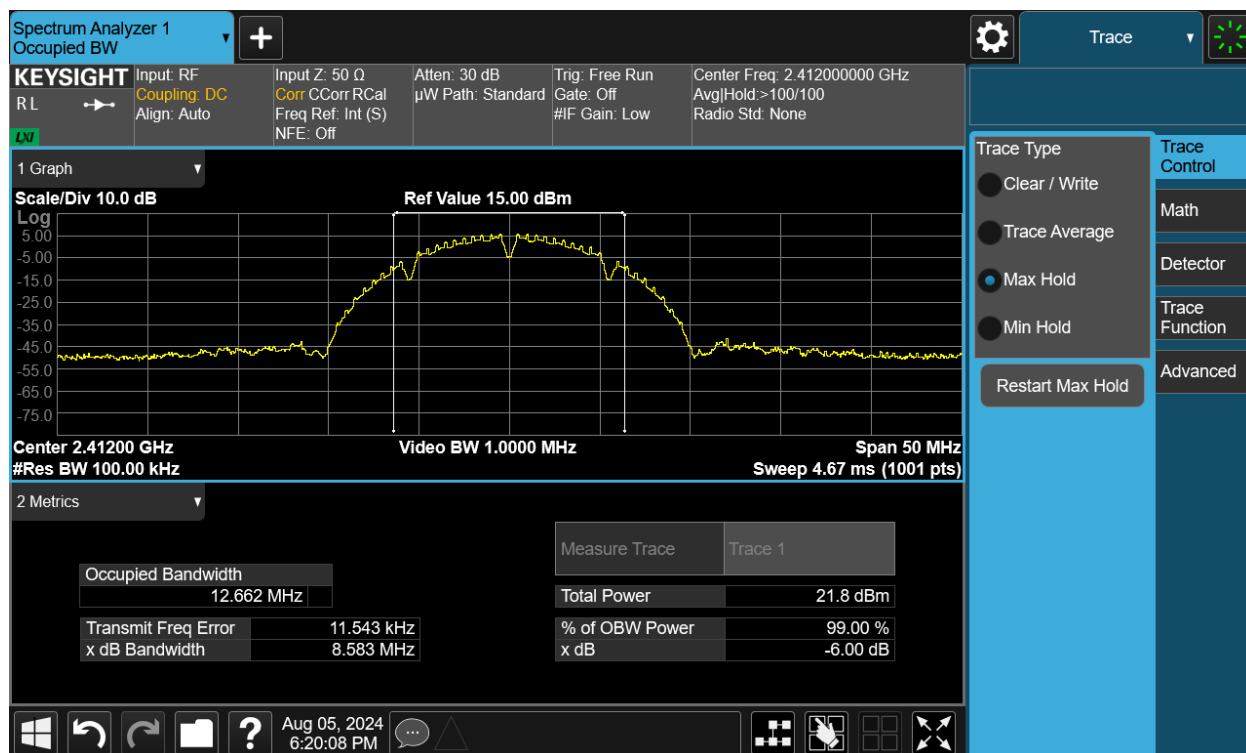 Spectrum Analyzer 1
Occupied BW
Trace
KEYSIGHT
R L
LXI
Input: RF
Coupling: DC
Align: Auto
Input Z: 50 Ω
Corr CCorr RCal
Freq Ref: Int (S)
NFE: Off
Atten: 30 dB
µW Path: Standard
Trig: Free Run
Gate: Off
#IF Gain: Low
Center Freq: 2.412000000 GHz
Avg|Hold:>100/100
Radio Std: None
1 Graph
Scale/Div 10.0 dB
Ref Value 15.00 dBm
Log
5.00
-5.00
-15.0
-25.0
-35.0
-45.0
-55.0
-65.0
-75.0
Center 2.41200 GHz
Video BW 1.0000 MHz
Span 50 MHz
#Res BW 100.00 kHz
Sweep 4.67 ms (1001 pts)
2 Metrics
Measure Trace
Trace 1
Occupied Bandwidth
12.662 MHz
Total Power
21.8 dBm
Transmit Freq Error
11.543 kHz
% of OBW Power
99.00 %
x dB Bandwidth
8.583 MHz
x dB
-6.00 dB
Aug 05, 2024
6:20:08 PM
Trace Type
Clear / Write
Trace Average
Max Hold
Min Hold
Restart Max Hold
Trace
Control
Math
Detector
Trace
Function
Advanced